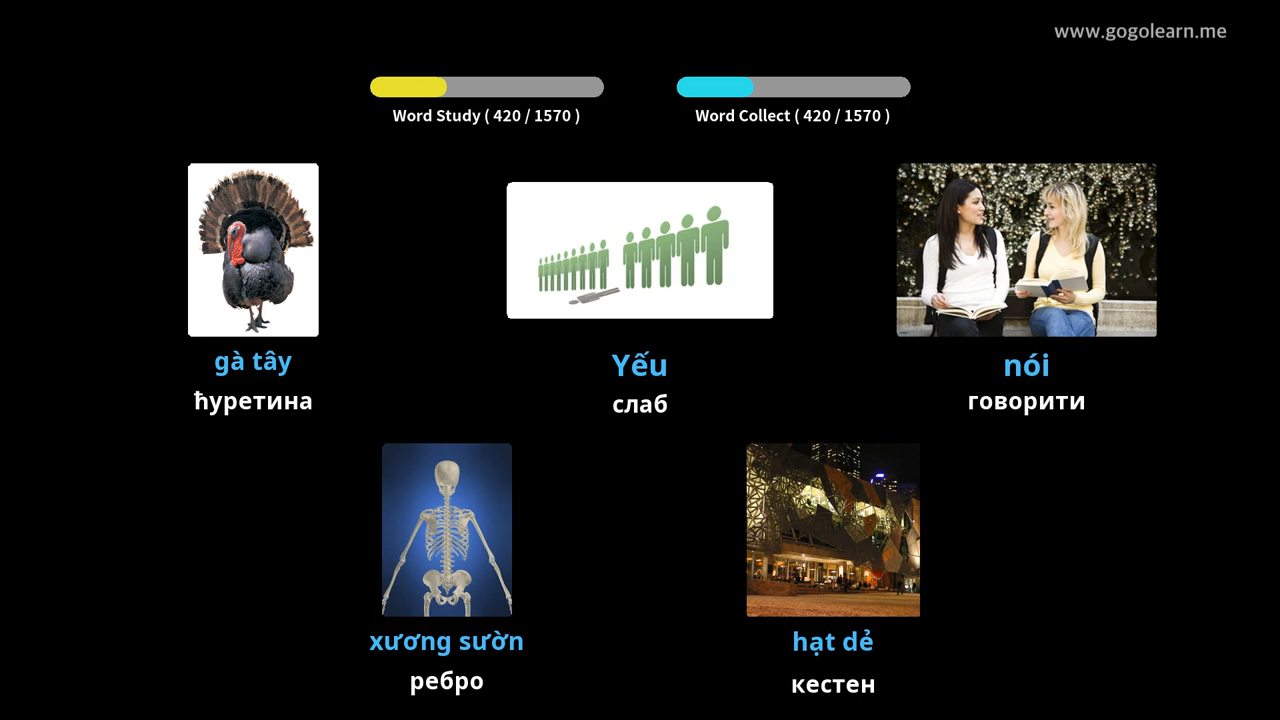 www.gogolearn.me
Word Study ( 420 / 1570 )
Word Collect ( 420 / 1570 )
gà tây
ћуретина
Yếu
слаб
nói
говорити
xương sườn
ребро
hạt dẻ
кестен